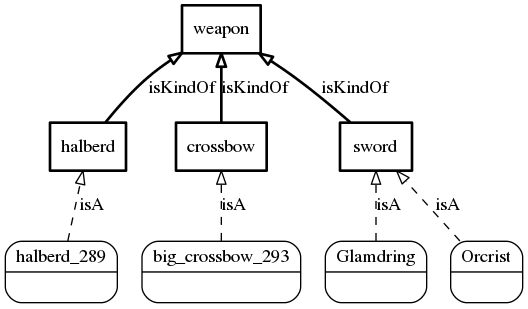 weapon
isKindOf isKindOf isKindOf
halberd crossbow sword
isA isA isA isA
halberd_289 big_crossbow_293 Glamdring Orcrist